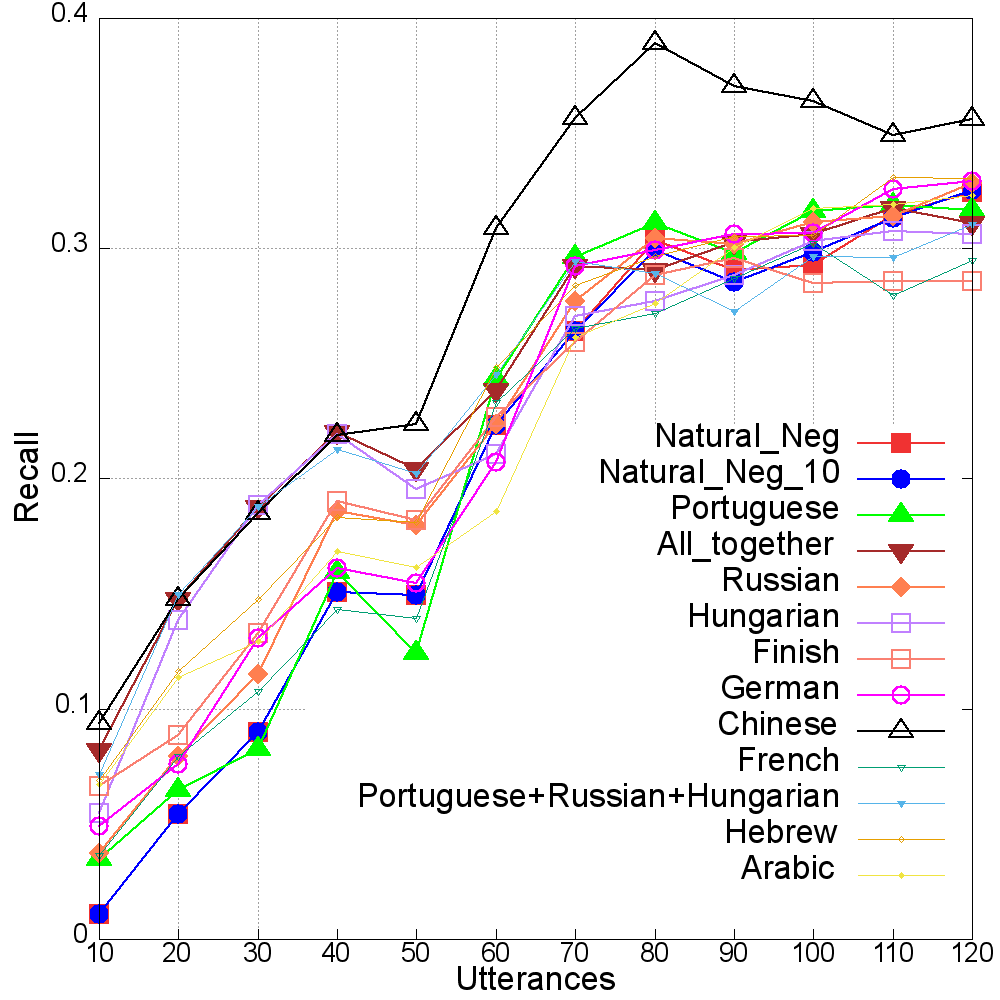 0.4
0.3
0.2
0.1
0
Recall
Natural_Neg
Natural_Neg_10
Portuguese
All_together
Russian
Hungarian
Finish
German
Chinese
French
Portuguese+Russian+Hungarian
Hebrew
Arabic
10 20 30 40 50 60 70 80 90 100 110 120
Utterances